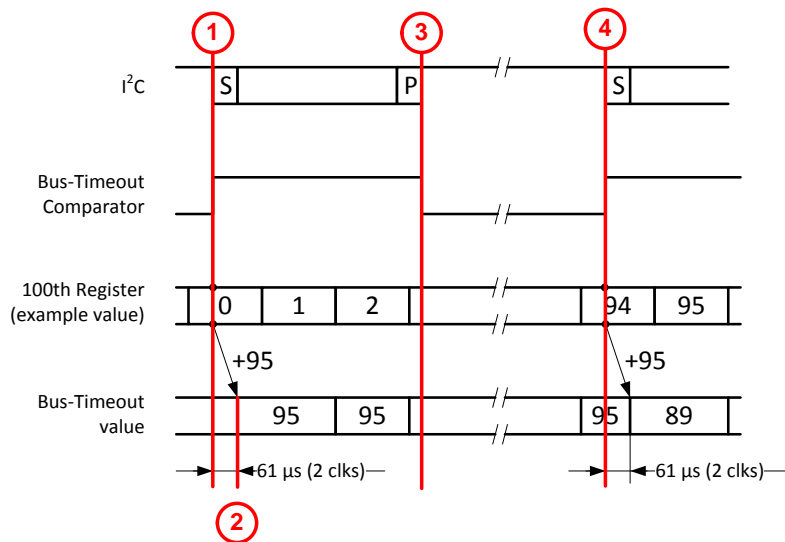 1
3
4
I²C
S
P
S
Bus-Timeout
Comparator
100th Register
(example value)
0
1
2
94
95
+95
+95
Bus-Timeout
value
95
95
95
89
61 µs (2 clks)
61 µs (2 clks)
2